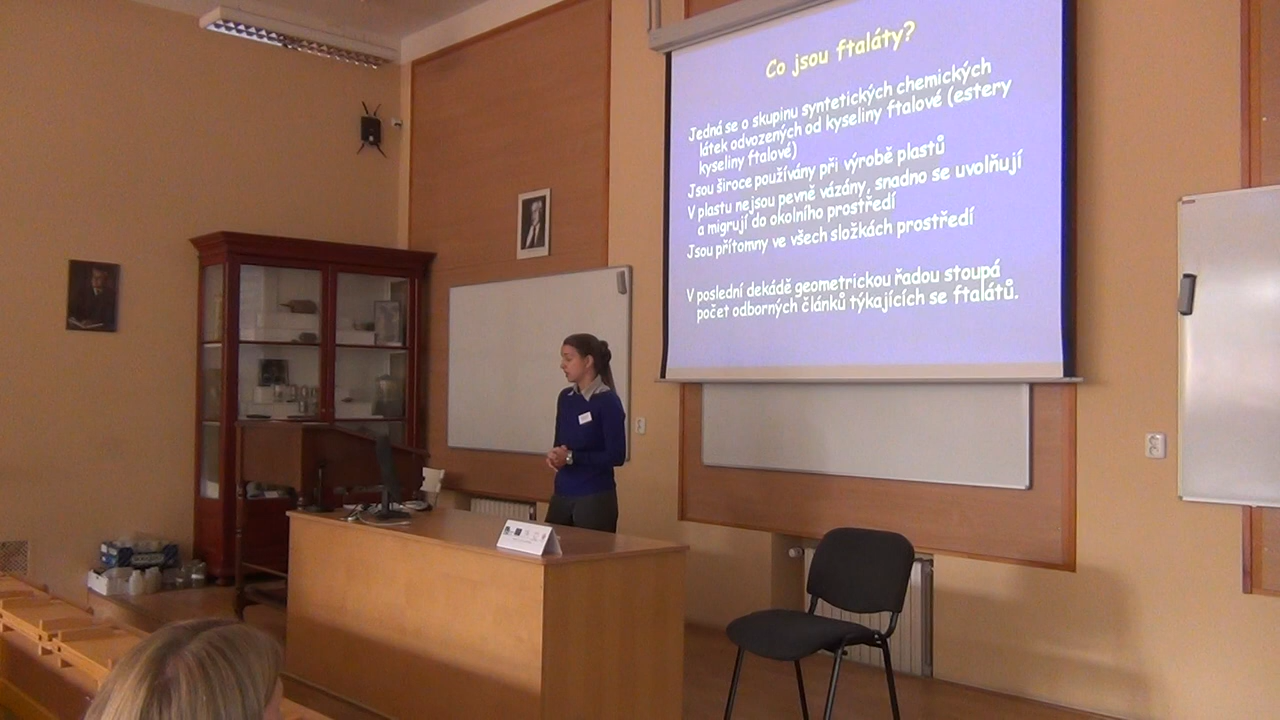 Co jsou ftaláty?
Jedná se o skupinu syntetických chemických
látek odvozených od kyseliny ftalové (estery
kyseliny ftalové)
Jsou široce používány při výrobě plastů
V plastu nejsou pevně vázány, snadno se uvolňují
a migrují do okolního prostředí
Jsou přítomny ve všech složkách prostředí
V poslední dekádě geometrickou řadou stoupá
počet odborných článků týkajících se ftalátů.